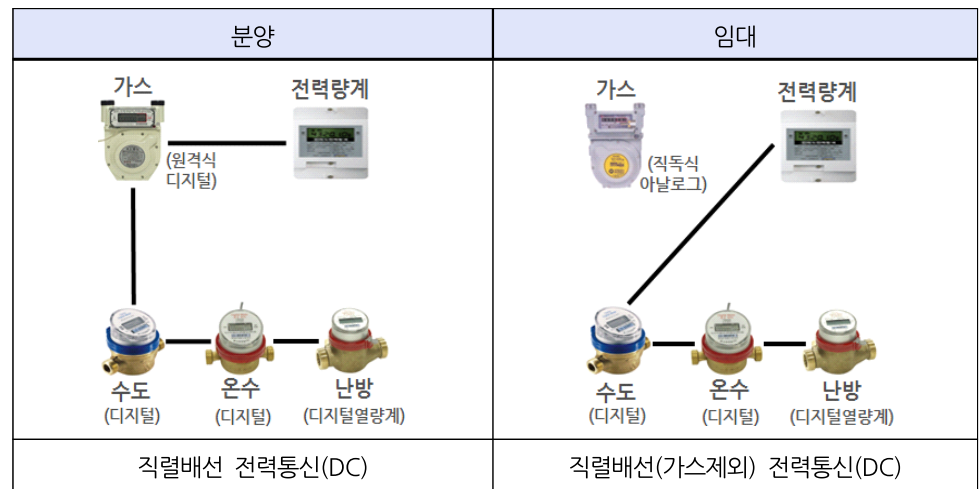 분양
임대
가스
전력량계
(원격식
디지털)
수도
(디지털)
온수
(디지털)
난방
(디지털열량계)
가스
전력량계
(직독식
아날로그)
수도
(디지털)
온수
(디지털)
난방
(디지털열량계)
직렬배선 전력통신(DC)
직렬배선(가스제외) 전력통신(DC)